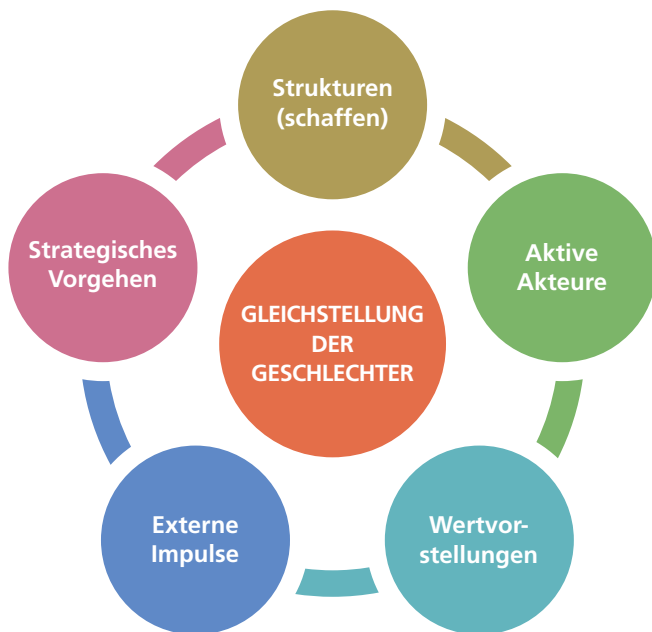 Strukturen
(schaffen)
Strategisches
Vorgehen
Aktive
Akteure
GLEICHSTELLUNG
DER
GESCHLECHTER
Externe
Impulse
Wertvor-
stellungen